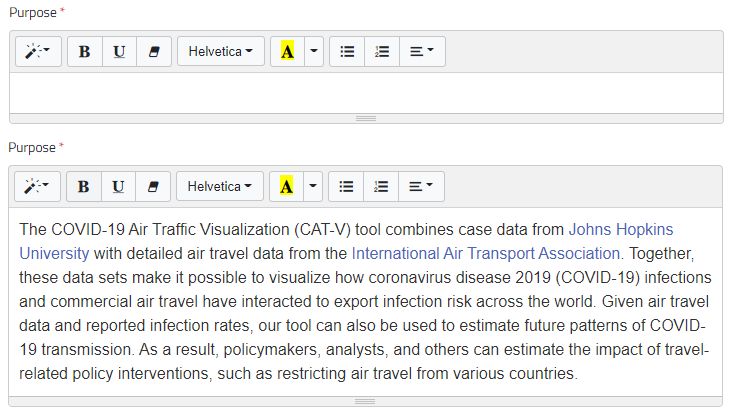 Purpose *
B U Helvetica A
Purpose *
B U Helvetica A
The COVID-19 Air Traffic Visualization (CAT-V) tool combines case data from Johns Hopkins
University with detailed air travel data from the International Air Transport Association. Together,
these data sets make it possible to visualize how coronavirus disease 2019 (COVID-19) infections
and commercial air travel have interacted to export infection risk across the world. Given air travel
data and reported infection rates, our tool can also be used to estimate future patterns of COVID-
19 transmission. As a result, policymakers, analysts, and others can estimate the impact of travel-
related policy interventions, such as restricting air travel from various countries.